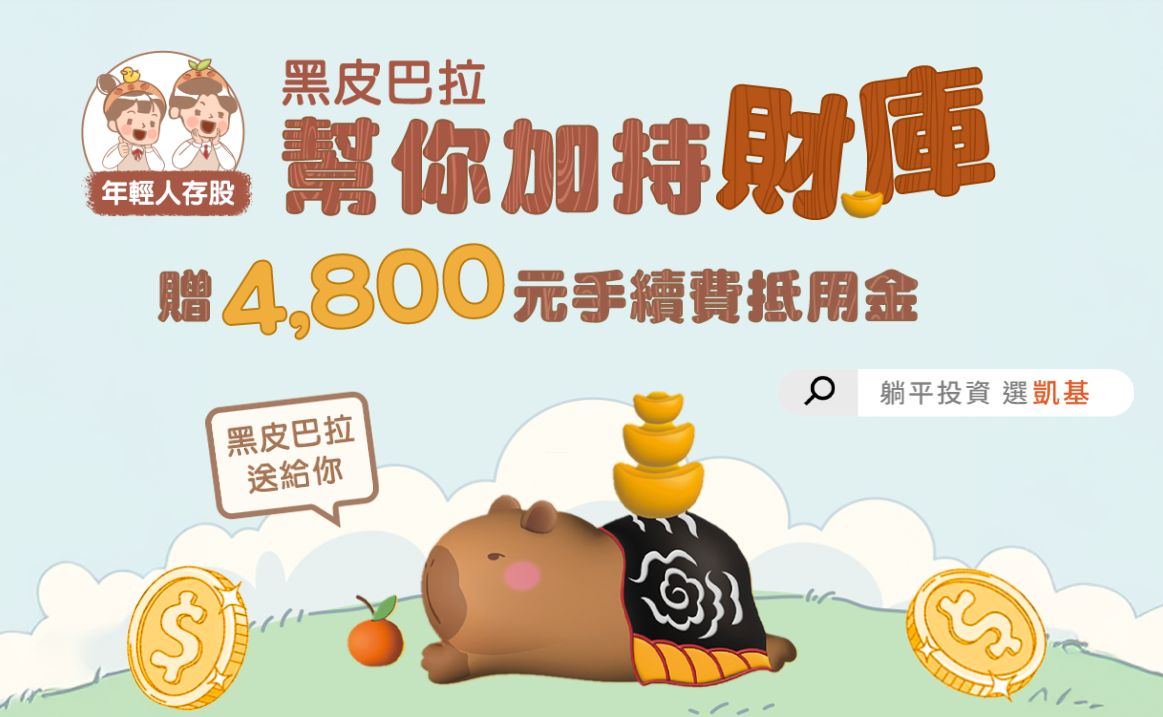 黑皮巴拉
幫你加持財庫
年輕人存股
贈4,800元手續費抵用金
躺平投資 選凱基
黑皮巴拉
送給你